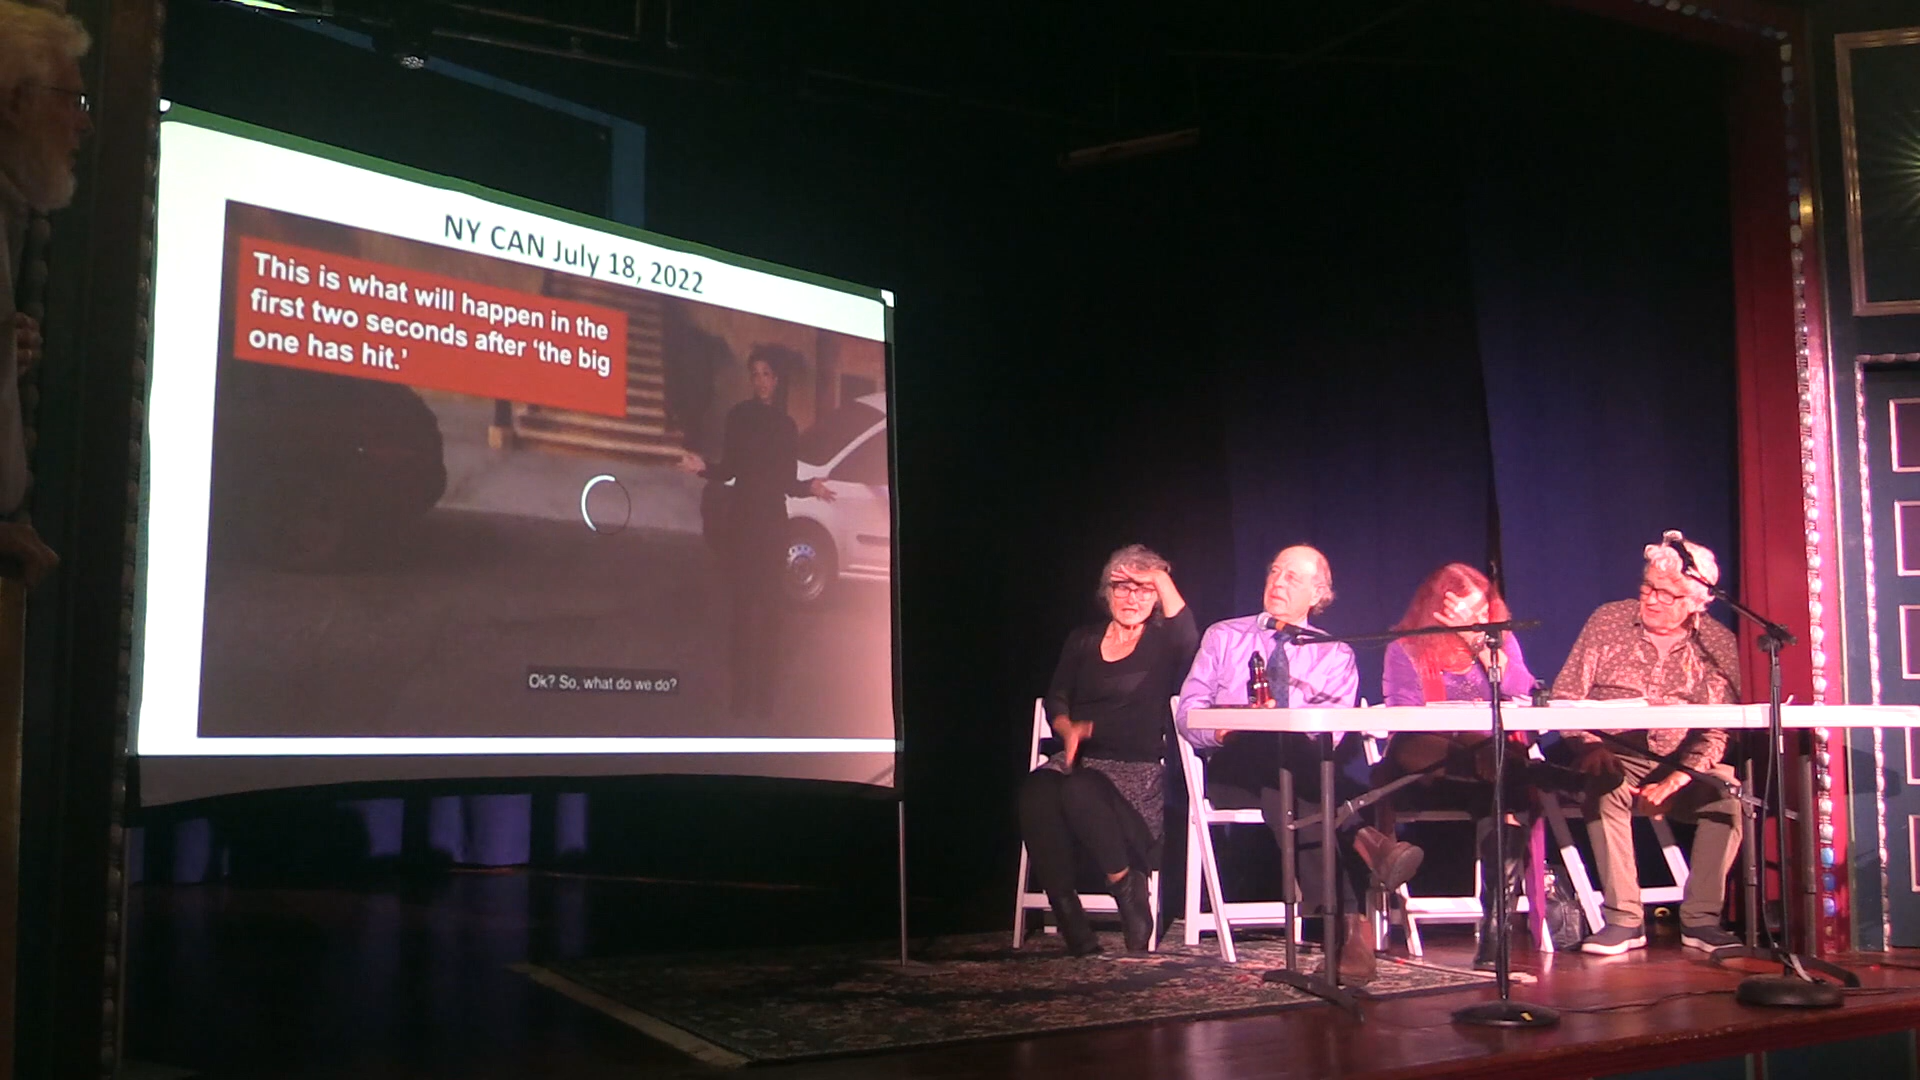 NY CAN July 18, 2022
This is what will happen in the
first two seconds after ‘the big
one has hit.’
Ok? So, what do we do?